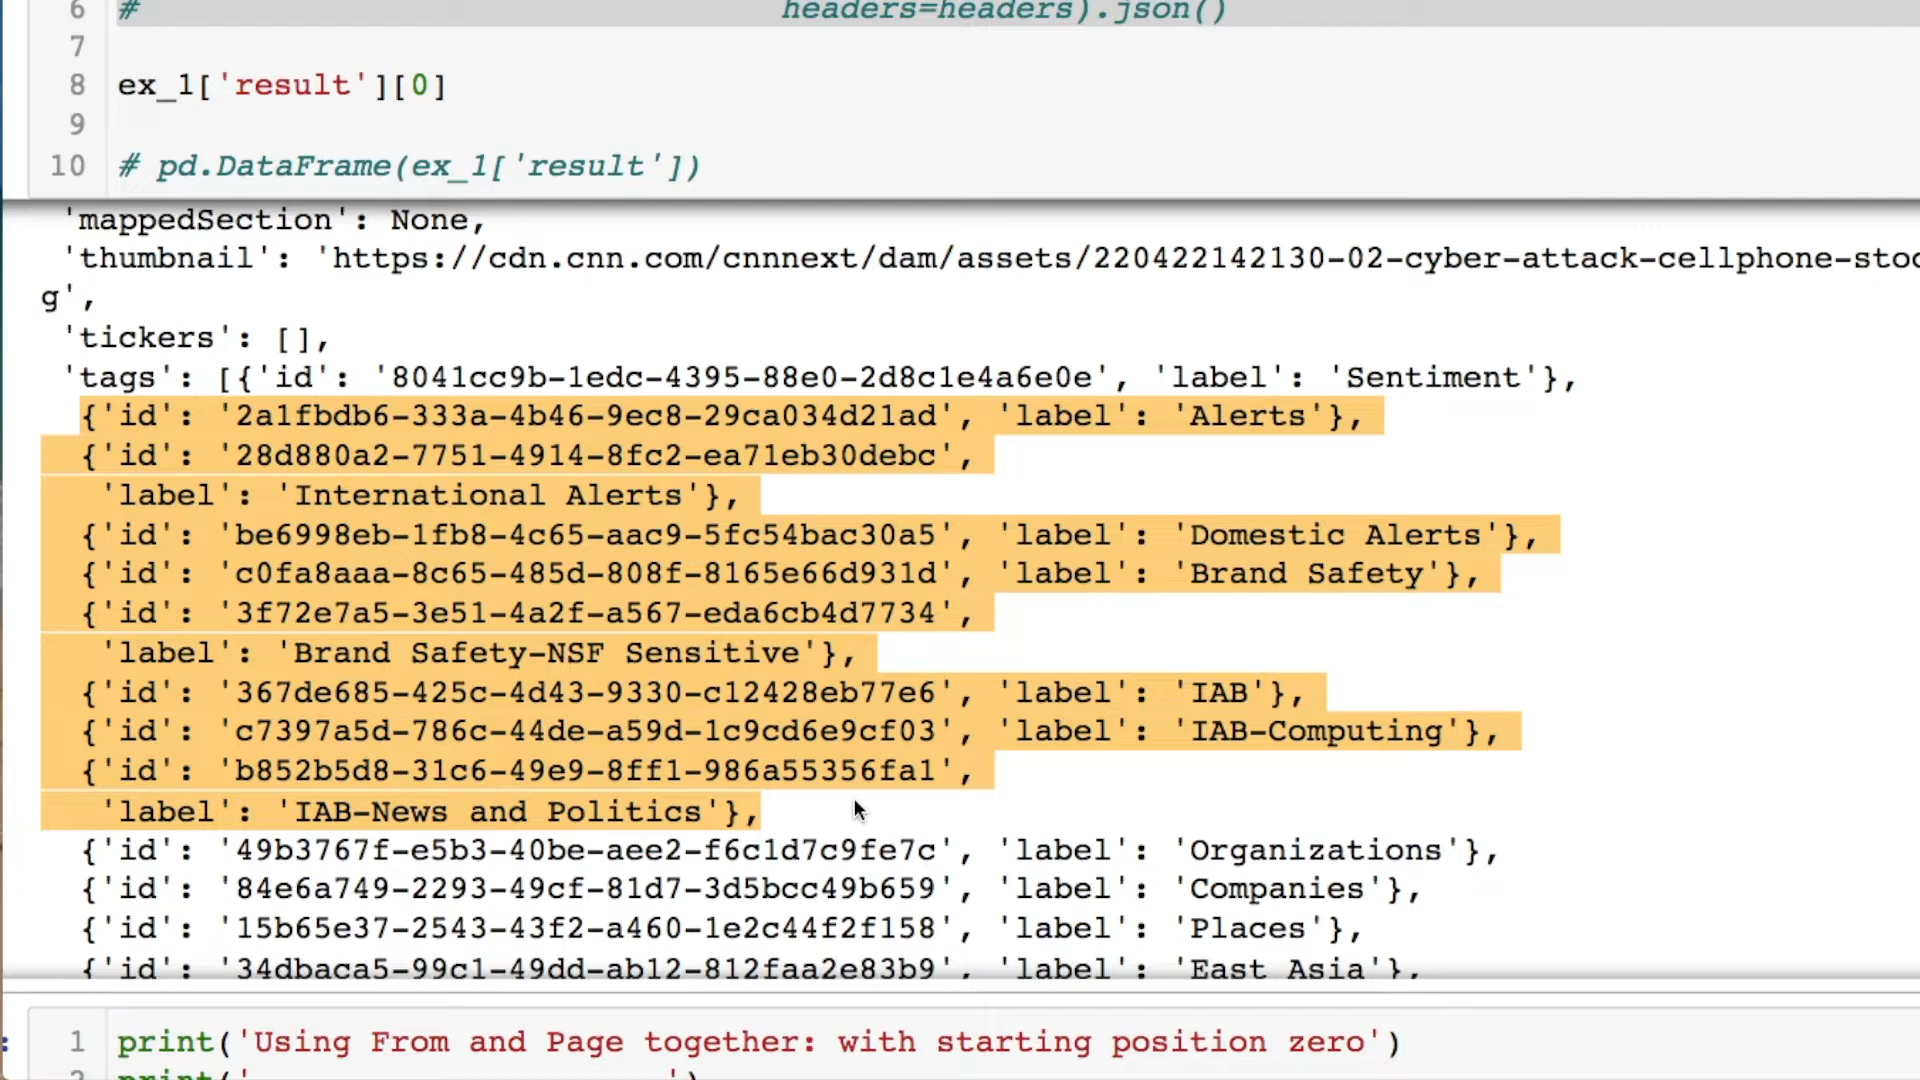 6 # headers=headers).json()
7
8 ex_1['result'][0]
9
10 # pd.DataFrame(ex_1['result'])
'mappedSection': None,
'thumbnail': 'https://cdn.cnn.com/cnnnext/dam/assets/220422142130-02-cyber-attack-cellphone-stoc
g',
'tickers': [],
'tags': [{'id': '8041cc9b-1edc-4395-88e0-2d8c1e4a6e0e', 'label': 'Sentiment'},
{'id': '2a1fbdb6-333a-4b46-9ec8-29ca034d21ad', 'label': 'Alerts'},
{'id': '28d880a2-7751-4914-8fc2-ea71eb30debc',
'label': 'International Alerts'},
{'id': 'be6998eb-1fb8-4c65-aac9-5fc54bac30a5', 'label': 'Domestic Alerts'},
{'id': 'c0fa8aaa-8c65-485d-808f-8165e66d931d', 'label': 'Brand Safety'},
{'id': '3f72e7a5-3e51-4a2f-a567-eda6cb4d7734',
'label': 'Brand Safety-NSF Sensitive'},
{'id': '367de685-425c-4d43-9330-c12428eb77e6', 'label': 'IAB'},
{'id': 'c7397a5d-786c-44de-a59d-1c9cd6e9cf03', 'label': 'IAB-Computing'},
{'id': 'b852b5d8-31c6-49e9-8ff1-986a55356fa1',
'label': 'IAB-News and Politics'},
{'id': '49b3767f-e5b3-40be-aee2-f6c1d7c9fe7c', 'label': 'Organizations'},
{'id': '84e6a749-2293-49cf-81d7-3d5bcc49b659', 'label': 'Companies'},
{'id': '15b65e37-2543-43f2-a460-1e2c44f2f158', 'label': 'Places'},
{'id': '34dbaca5-99c1-49dd-ab12-812faa2e83b9', 'label': 'East Asia'},
: 1 print('Using From and Page together: with starting position zero')
2 print('